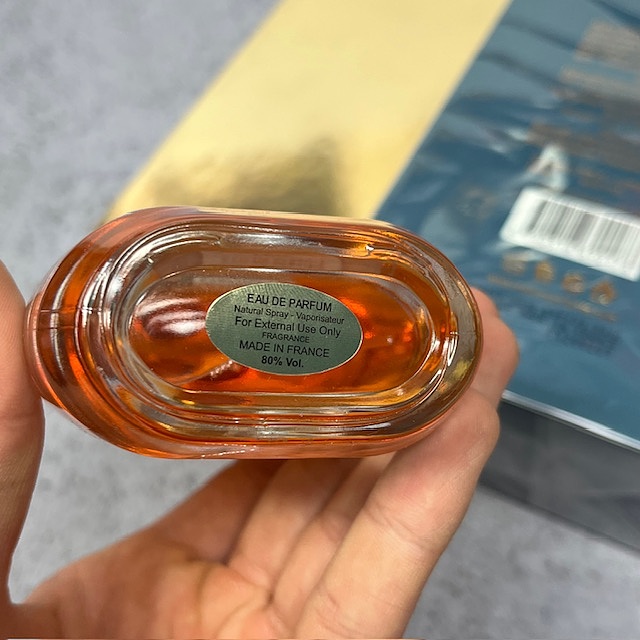 EAU DE PARFUM
Natural Spray - Vaporisateur
For External Use Only
FRAGRANCE
MADE IN FRANCE
80% Vol.